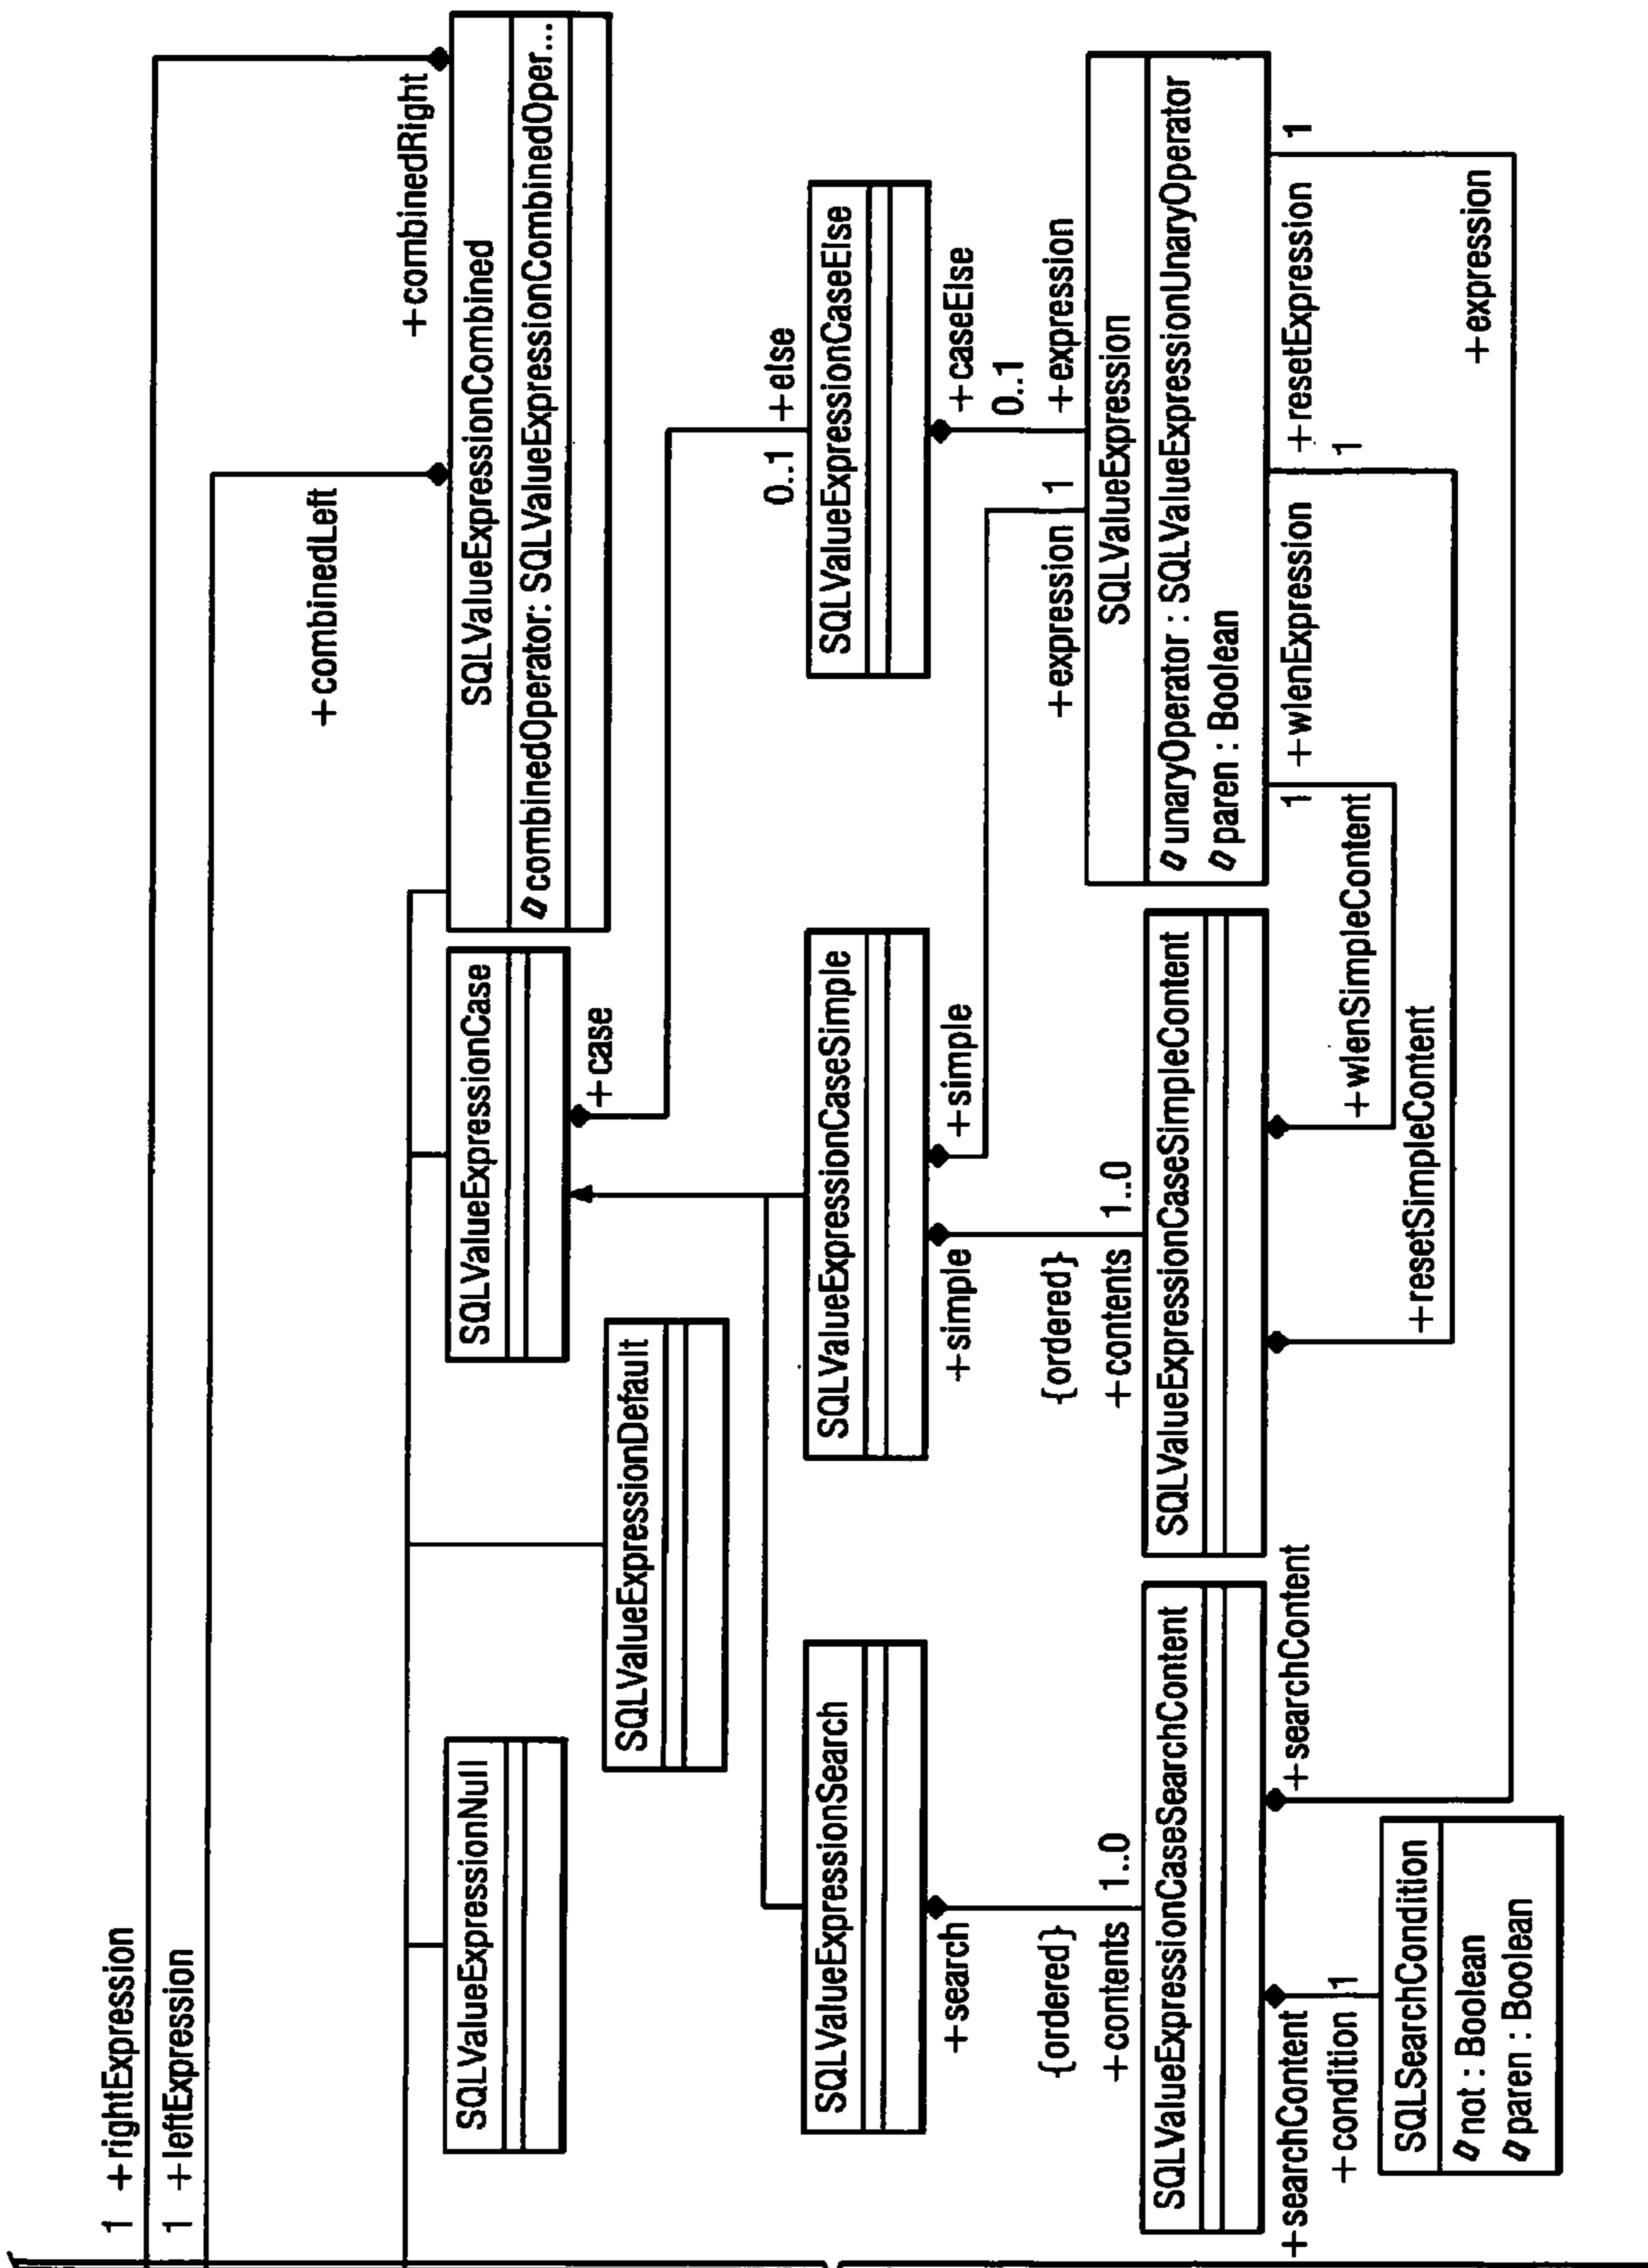 1 +rightExpression
1 +leftExpression
+combinedLeft
+combinedRight
SQLValueExpressionNull
SQLValueExpressionCase
SQLValueExpressionCombined
combinedOperator: SQLValueExpressionCombinedOper...
+case
SQLValueExpressionDefault
0..1 +else
SQLValueExpressionSearch
SQLValueExpressionCaseSimple
SQLValueExpressionCaseElse
+search
+simple
+simple
+caseElse
0..1
{ordered}
+contents 1..0
{ordered}
+contents 1..0
+expression 1
+expression
SQLValueExpressionCaseSearchContent
SQLValueExpressionCaseSimpleContent
SQLValueExpression
unaryOperator : SQLValueExpressionUnaryOperator
paren : Boolean
+searchContent
+condition 1
+searchContent
1 +wlenExpression
+resetExpression
1
1
+wlenSimpleContent
+resetSimpleContent
+expression
SQLSearchCondition
not : Boolean
paren : Boolean